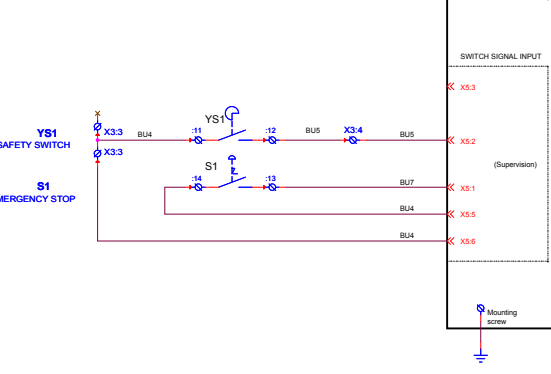 SWITCH SIGNAL INPUT
X5:3
YS1
YS1
X3:3
BU4
:11
:12
BU5
X3:4
BU5
X5:2
SAFETY SWITCH
X3:3
(Supervision)
S1
:14
:13
BU7
S1
X5:1
EMERGENCY STOP
BU4
X5:5
BU4
X5:6
Mounting
screw